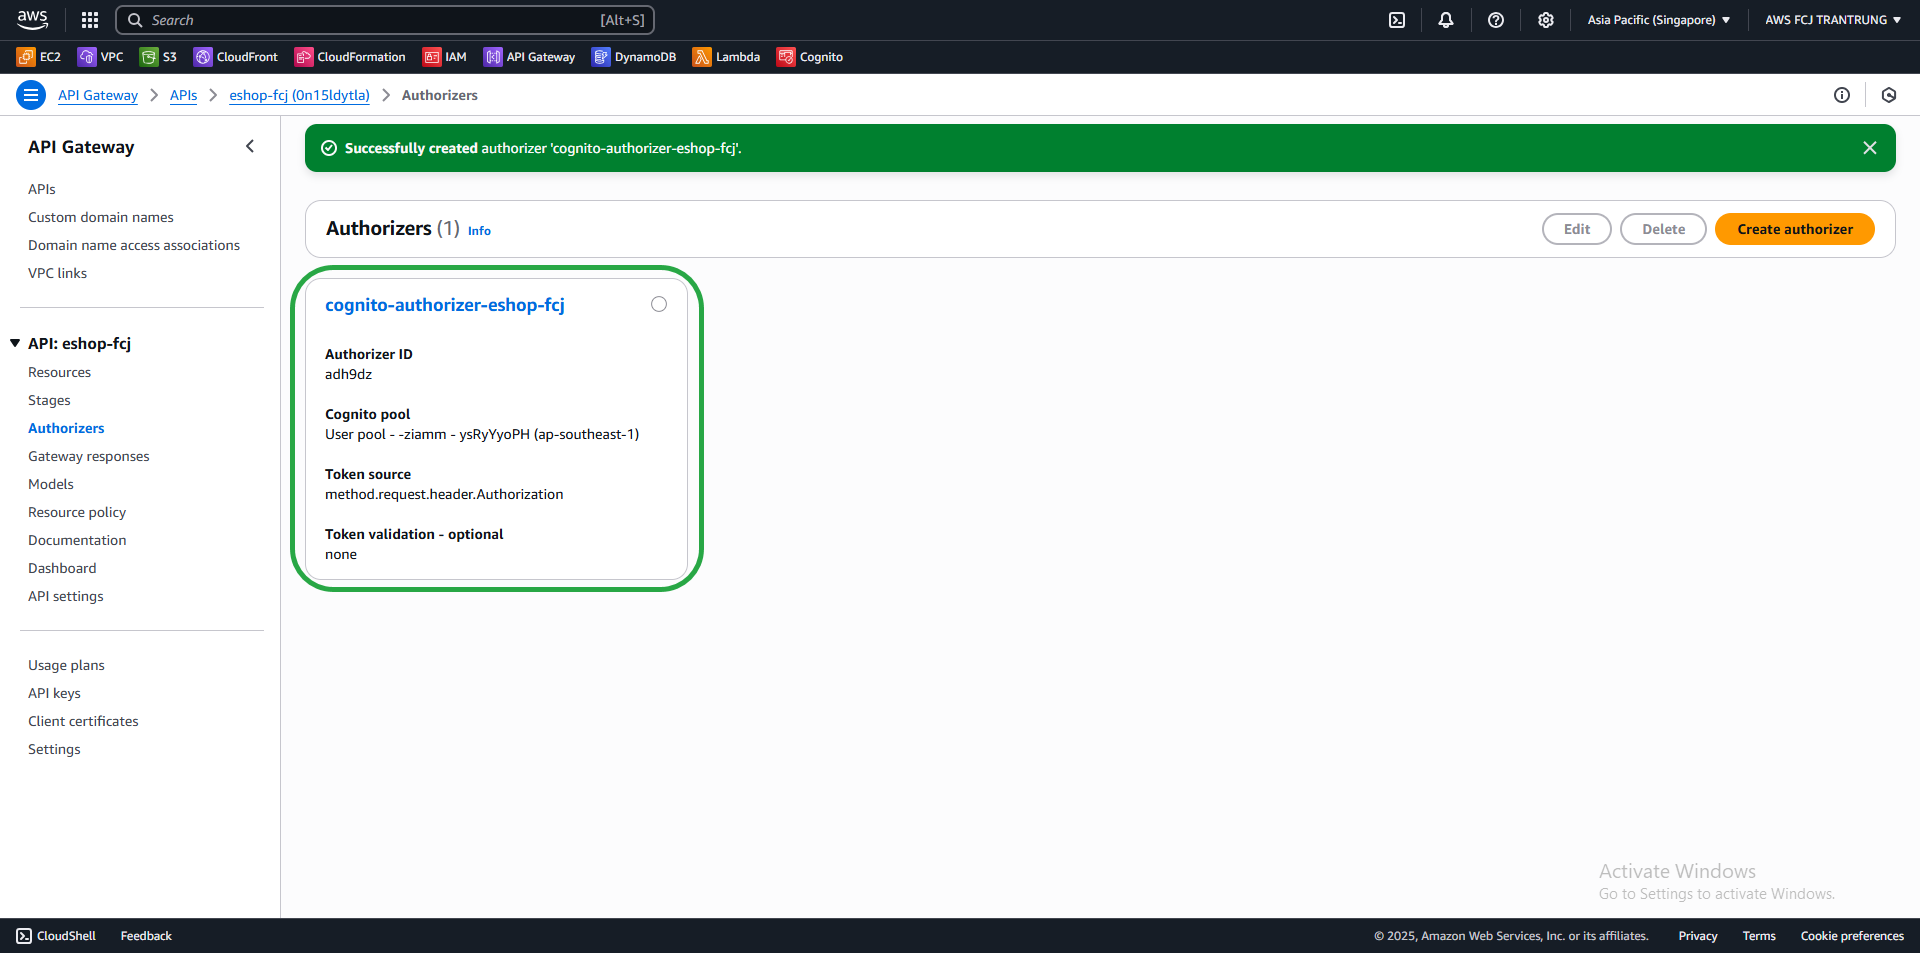 aws
Search [Alt+S]
Asia Pacific (Singapore) AWS FCJ TRANTRUNG
EC2 VPC S3 CloudFront CloudFormation IAM API Gateway DynamoDB Lambda Cognito
API Gateway APIs eshop-fcj (0n15ldytla) Authorizers
API Gateway
APIs
Custom domain names
Domain name access associations
VPC links
API: eshop-fcj
Resources
Stages
Authorizers
Gateway responses
Models
Resource policy
Documentation
Dashboard
API settings
Usage plans
API keys
Client certificates
Settings
Successfully created authorizer 'cognito-authorizer-eshop-fcj'.
Authorizers (1) Info
Edit Delete Create authorizer
cognito-authorizer-eshop-fcj
Authorizer ID
adh9dz
Cognito pool
User pool - -ziamm - ysRyYyoPH (ap-southeast-1)
Token source
method.request.header.Authorization
Token validation - optional
none
Activate Windows
Go to Settings to activate Windows.
CloudShell Feedback
© 2025, Amazon Web Services, Inc. or its affiliates. Privacy Terms Cookie preferences